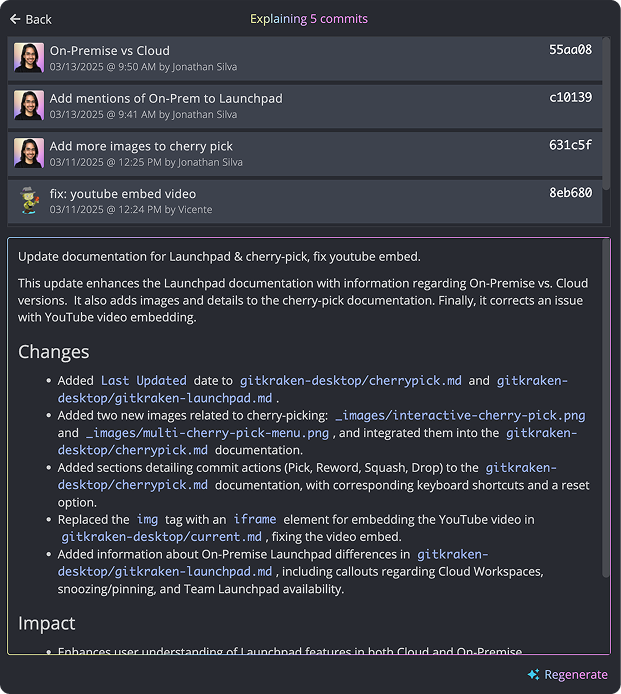 Back
Explaining 5 commits
On-Premise vs Cloud 55aa08
03/13/2025 @ 9:50 AM by Jonathan Silva
Add mentions of On-Prem to Launchpad c10139
03/13/2025 @ 9:41 AM by Jonathan Silva
Add more images to cherry pick 631c5f
03/11/2025 @ 12:25 PM by Jonathan Silva
fix: youtube embed video 8eb680
03/11/2025 @ 12:24 PM by Vicente
Update documentation for Launchpad & cherry-pick, fix youtube embed.
This update enhances the Launchpad documentation with information regarding On-Premise vs. Cloud
versions. It also adds images and details to the cherry-pick documentation. Finally, it corrects an issue
with YouTube video embedding.
Changes
• Added Last Updated date to gitkraken-desktop/cherrypick.md and gitkraken-
desktop/gitkraken-launchpad.md.
• Added two new images related to cherry-picking: _images/interactive-cherry-pick.png
and _images/multi-cherry-pick-menu.png, and integrated them into the gitkraken-
desktop/cherrypick.md documentation.
• Added sections detailing commit actions (Pick, Reword, Squash, Drop) to the gitkraken-
desktop/cherrypick.md documentation, with corresponding keyboard shortcuts and a reset
option.
• Replaced the img tag with an iframe element for embedding the YouTube video in
gitkraken-desktop/current.md, fixing the video embed.
• Added information about On-Premise Launchpad differences in gitkraken-
desktop/gitkraken-launchpad.md, including callouts regarding Cloud Workspaces,
snoozing/pinning, and Team Launchpad availability.
Impact
• Enhances user understanding of Launchpad features in both Cloud and On-Premise
Regenerate